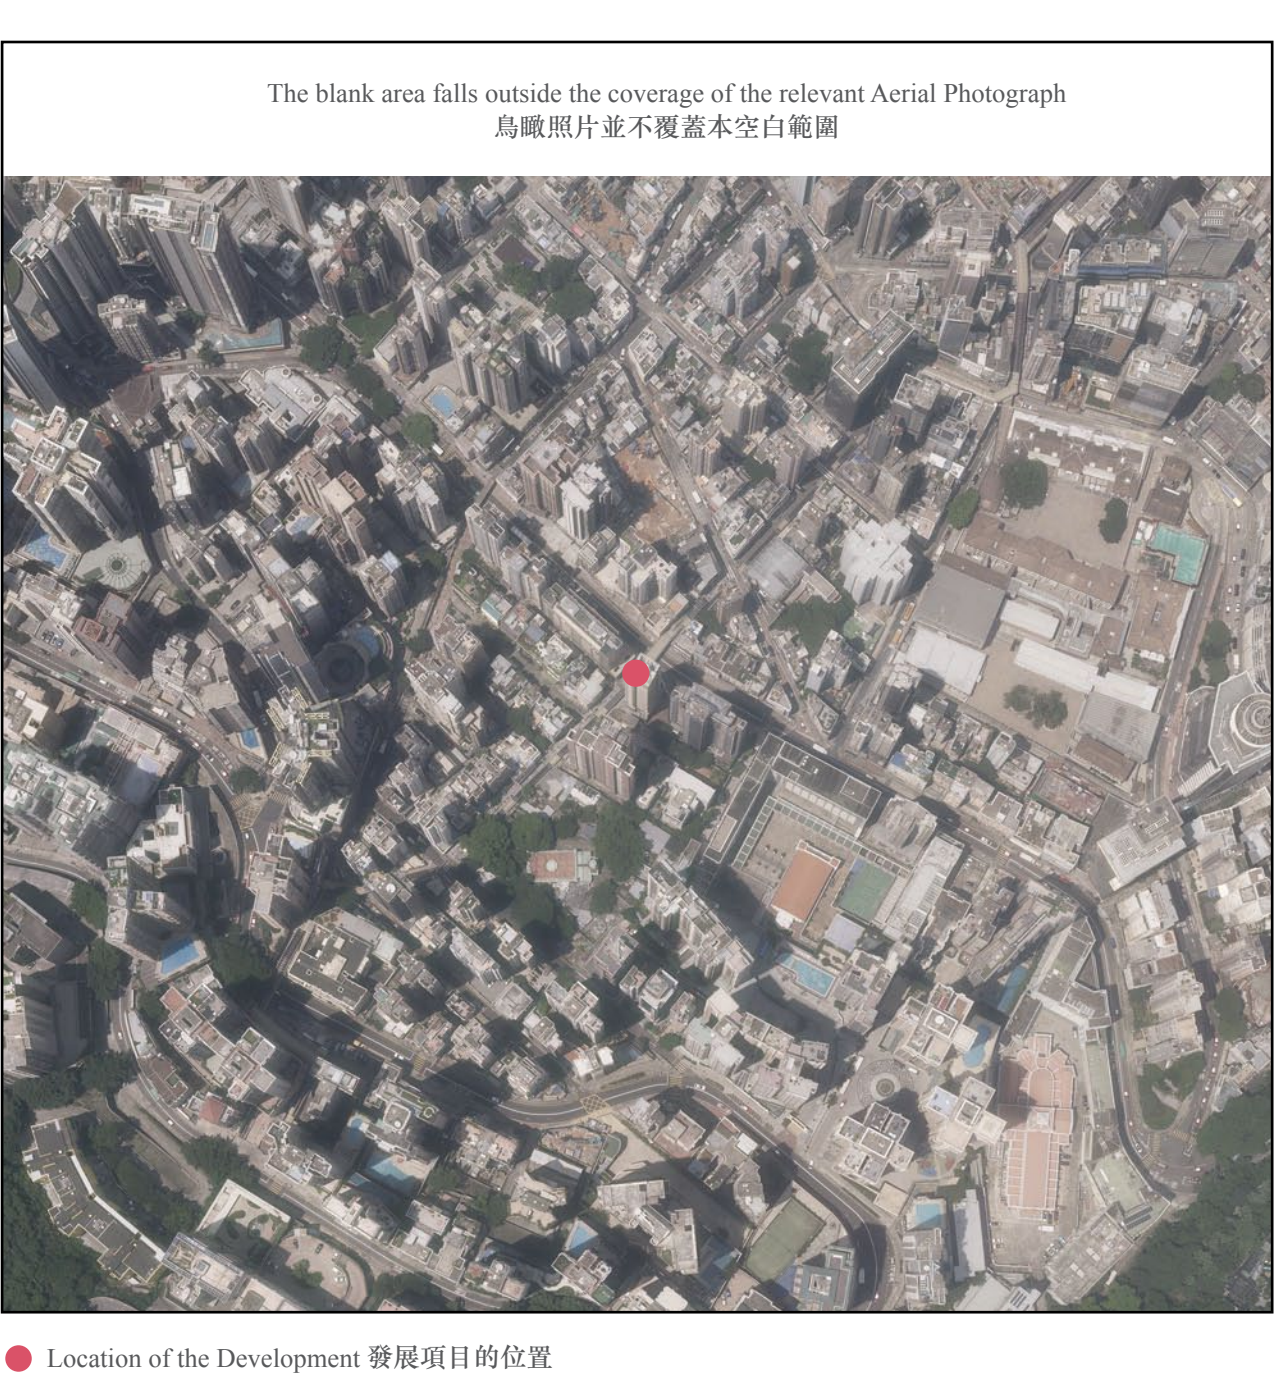 The blank area falls outside the coverage of the relevant Aerial Photograph
鳥瞰照片並不覆蓋本空白範圍
Location of the Development 發展項目的位置